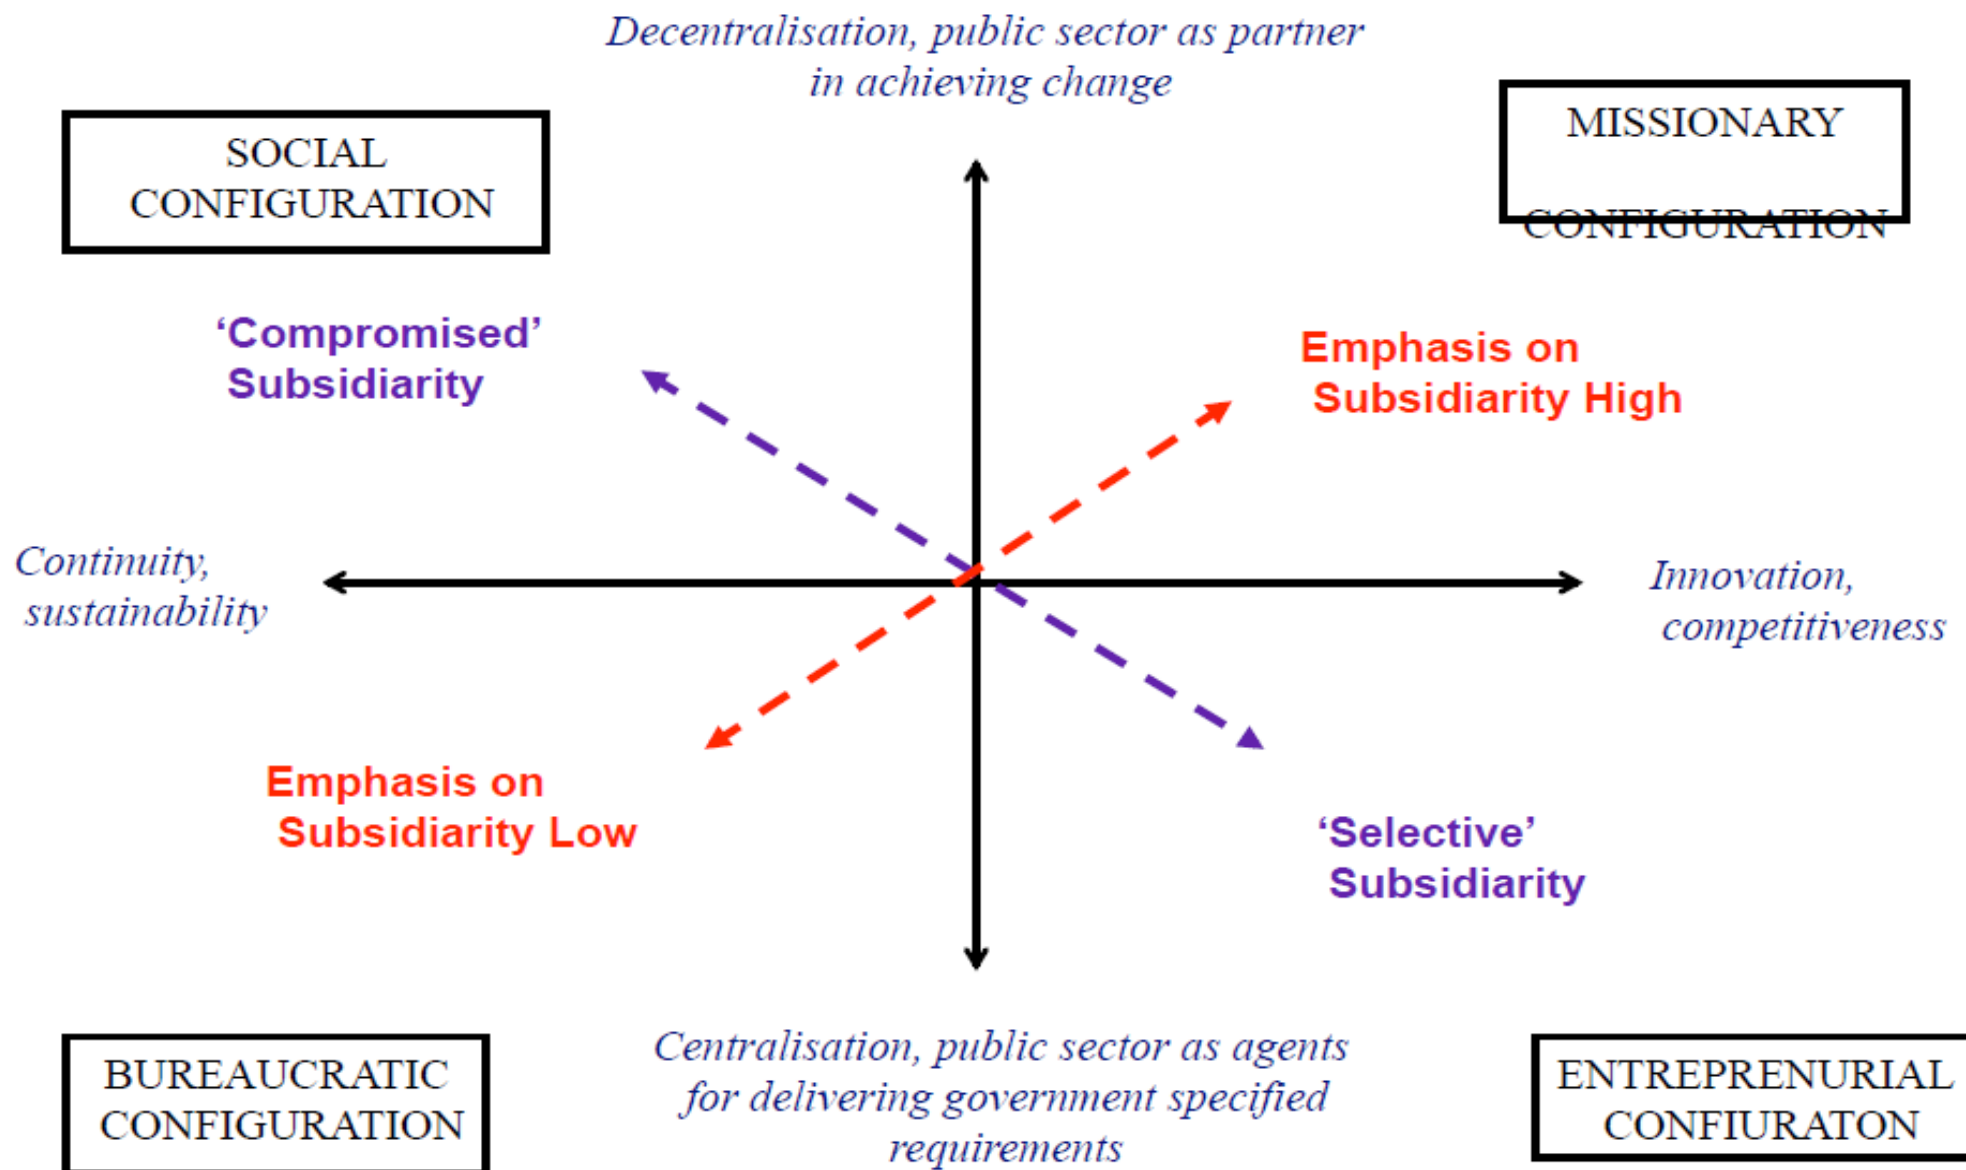 Decentralisation, public sector as partner
in achieving change
SOCIAL
CONFIGURATION
MISSIONARY
CONFIGURATION
‘Compromised’
Subsidiarity
Emphasis on
Subsidiarity High
Continuity,
sustainability
Innovation,
competitiveness
Emphasis on
Subsidiarity Low
‘Selective’
Subsidiarity
BUREAUCRATIC
CONFIGURATION
Centralisation, public sector as agents
for delivering government specified
requirements
ENTREPRENURIAL
CONFIURATON